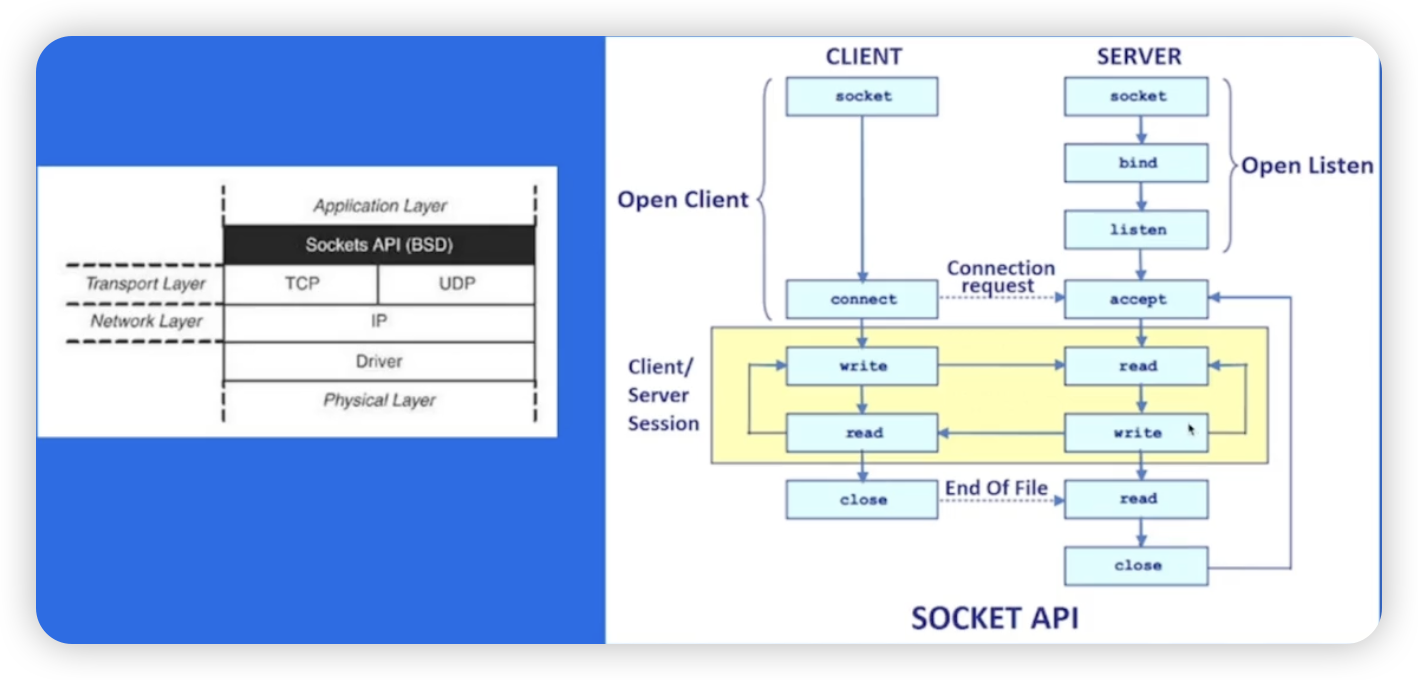 Application Layer
Sockets API (BSD)
Transport Layer
TCP
UDP
Network Layer
IP
Driver
Physical Layer
CLIENT
SERVER
socket
socket
bind
Open Listen
Open Client
listen
Connection
request
connect
accept
Client/
Server
Session
write
read
read
write
close
End Of File
read
close
SOCKET API